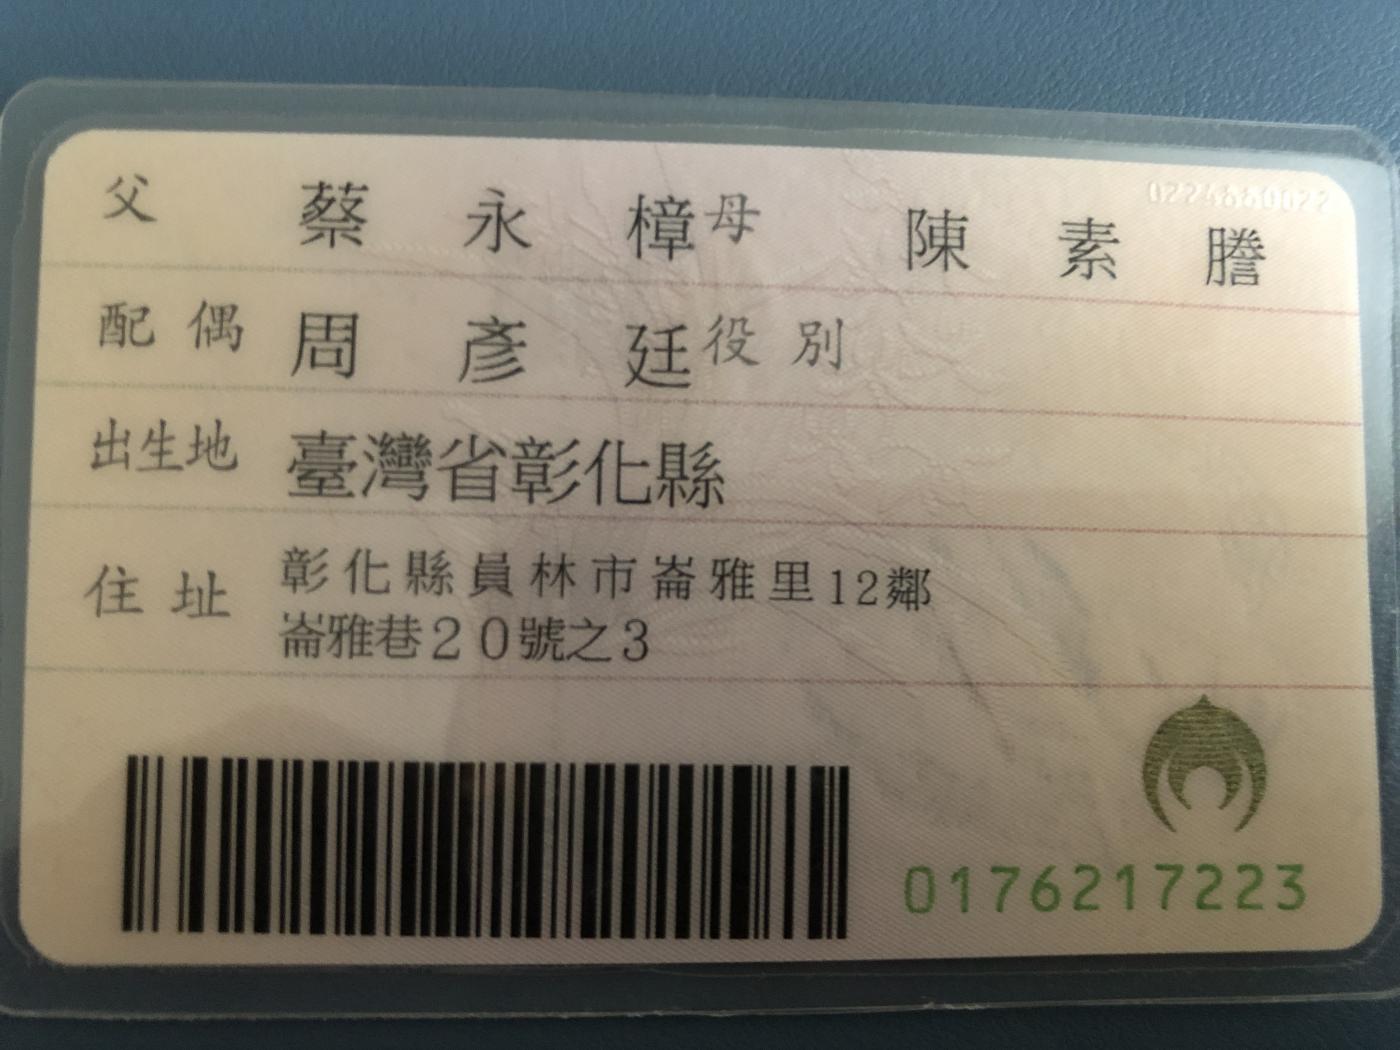 父 蔡永樟 母 陳素謄
配偶 周彥廷 役別
出生地 臺灣省彰化縣
住址 彰化縣員林市崙雅里12鄰
崙雅巷20號之3
0176217223